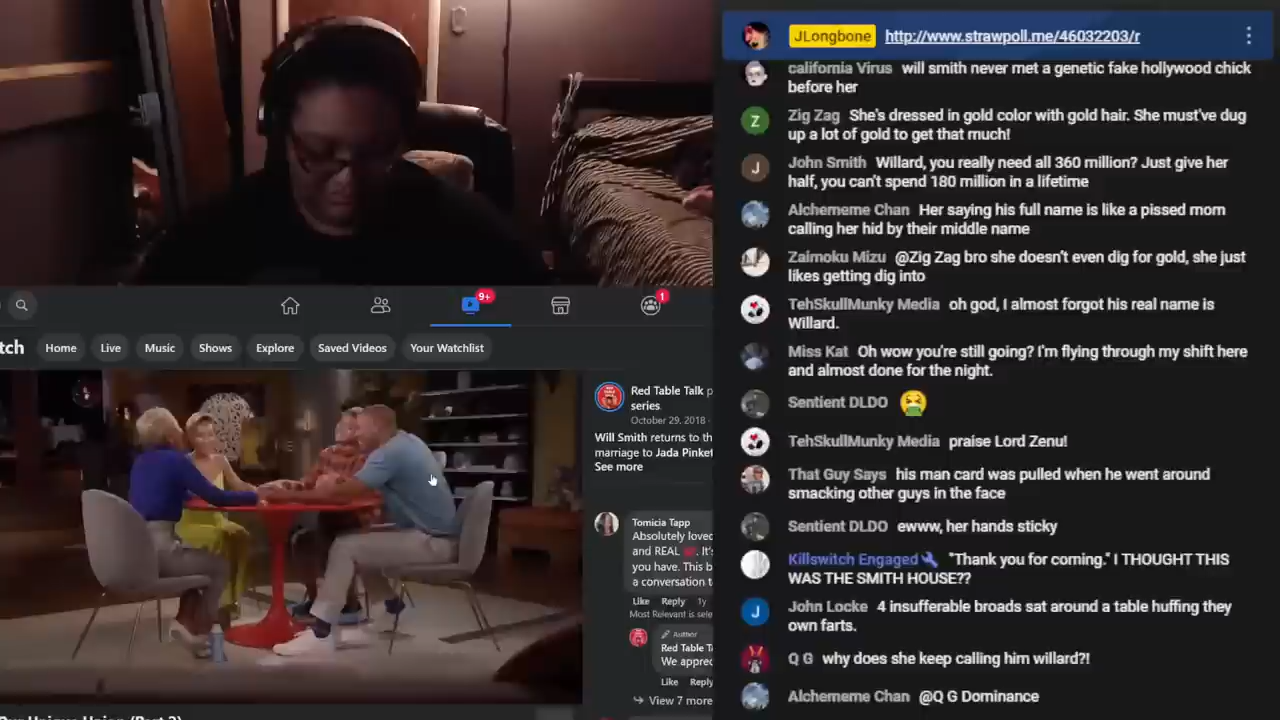 JLongbone http://www.strawpoll.me/46032203/r
california Virus will smith never met a genetic fake hollywood chick
before her
Z
Zig Zag She's dressed in gold color with gold hair. She must've dug
up a lot of gold to get that much!
J
John Smith Willard, you really need all 360 million? Just give her
half, you can't spend 180 million in a lifetime
Alchememe Chan Her saying his full name is like a pissed mom
calling her hid by their middle name
Zaimoku Mizu @Zig Zag bro she doesn't even dig for gold, she just
likes getting dig into
TehSkullMunky Media oh god, I almost forgot his real name is
Willard.
Miss Kat Oh wow you're still going? I'm flying through my shift here
and almost done for the night.
Sentient DLDO
TehSkullMunky Media praise Lord Zenu!
That Guy Says his man card was pulled when he went around
smacking other guys in the face
Sentient DLDO ewww, her hands sticky
Killswitch Engaged "Thank you for coming." I THOUGHT THIS
WAS THE SMITH HOUSE??
J
John Locke 4 insufferable broads sat around a table huffing they
own farts.
Q G why does she keep calling him willard?!
Alchememe Chan @Q G Dominance
9+
1
tch
Home
Live
Music
Shows
Explore
Saved Videos
Your Watchlist
Red Table Talk p
series
October 29, 2018 ·
Will Smith returns to th
marriage to Jada Pinket
See more
Tomicia Tapp
Absolutely loved
and REAL It's
you have. This b
a conversation t
Like Reply 1y
Most Relevant is sele
Author
Red Table T
We apprec
Like Reply
View 7 more
Our Unique Union (Part 2)